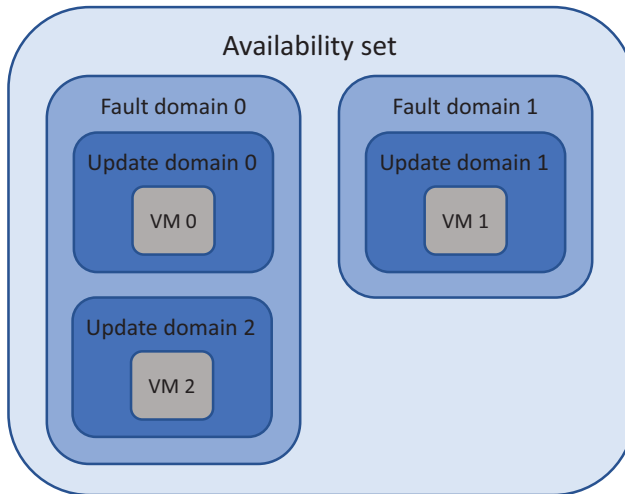 Availability set
Fault domain 0
Update domain 0
VM 0
Update domain 2
VM 2
Fault domain 1
Update domain 1
VM 1